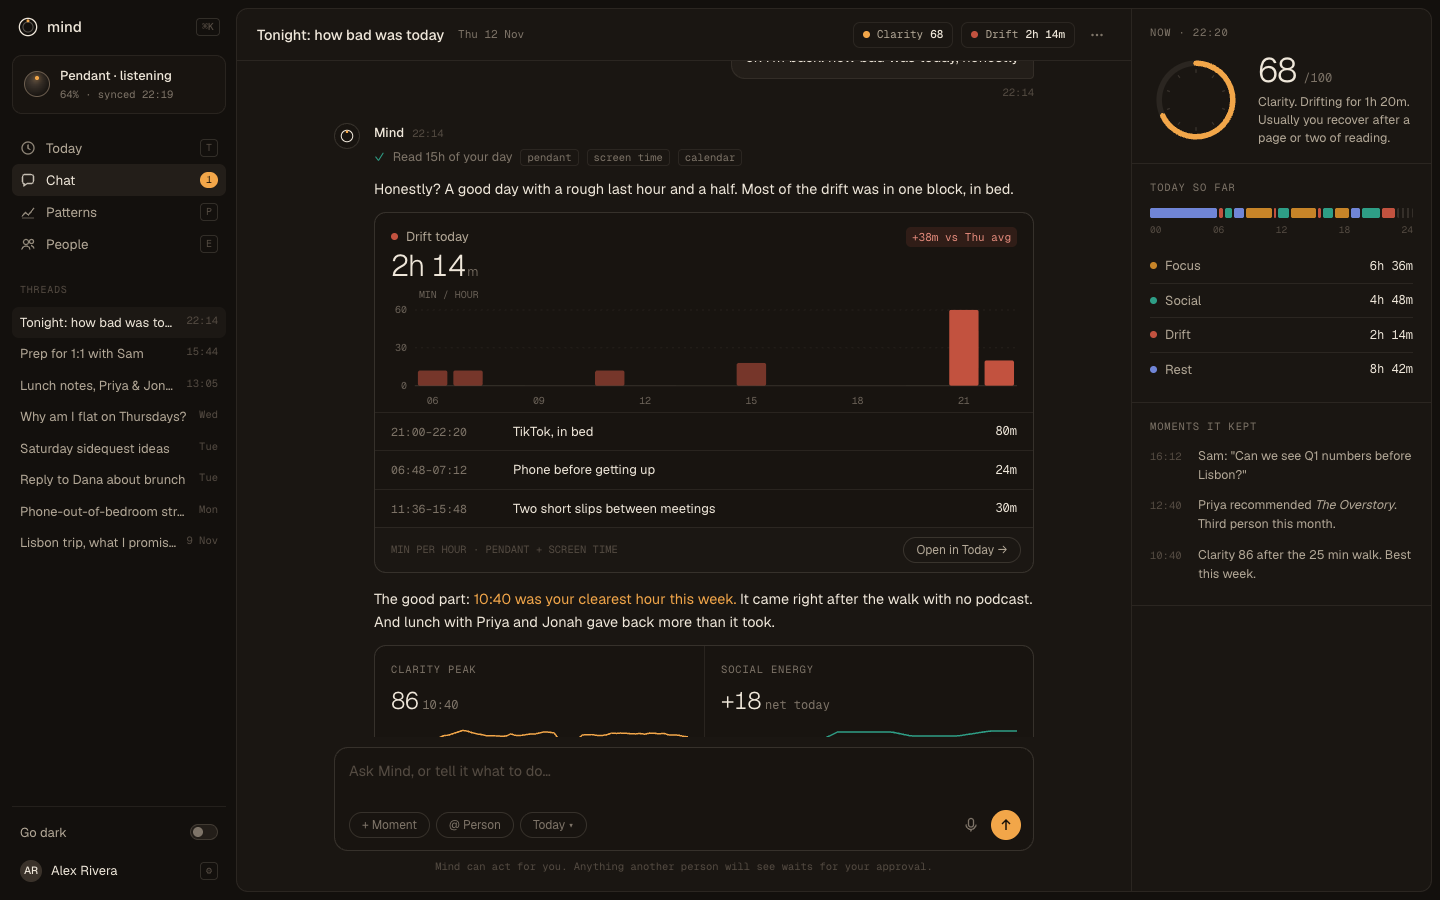 mind
⌘K
Pendant · listening
64% · synced 22:19
Today
T
Chat
1
Patterns
P
People
E
THREADS
Tonight: how bad was to...
22:14
Prep for 1:1 with Sam
15:44
Lunch notes, Priya & Jon...
13:05
Why am I flat on Thursdays?
Wed
Saturday sidequest ideas
Tue
Reply to Dana about brunch
Tue
Phone-out-of-bedroom str...
Mon
Lisbon trip, what I promis...
9 Nov
Go dark
AR
Alex Rivera
Tonight: how bad was today
Thu 12 Nov
Clarity 68
Drift 2h 14m
22:14
Mind 22:14
Read 15h of your day
pendant
screen time
calendar
Honestly? A good day with a rough last hour and a half. Most of the drift was in one block, in bed.
Drift today
+38m vs Thu avg
2h 14m
MIN / HOUR
60
30
0
06
09
12
15
18
21
21:00–22:20
TikTok, in bed
80m
06:48–07:12
Phone before getting up
24m
11:36–15:48
Two short slips between meetings
30m
MIN PER HOUR · PENDANT + SCREEN TIME
Open in Today →
The good part: 10:40 was your clearest hour this week. It came right after the walk with no podcast.
And lunch with Priya and Jonah gave back more than it took.
CLARITY PEAK
86 10:40
SOCIAL ENERGY
+18 net today
Ask Mind, or tell it what to do...
+ Moment
@ Person
Today ▾
Mind can act for you. Anything another person will see waits for your approval.
NOW · 22:20
68 /100
Clarity. Drifting for 1h 20m.
Usually you recover after a
page or two of reading.
TODAY SO FAR
00
06
12
18
24
Focus
6h 36m
Social
4h 48m
Drift
2h 14m
Rest
8h 42m
MOMENTS IT KEPT
16:12
Sam: "Can we see Q1 numbers before
Lisbon?"
12:40
Priya recommended The Overstory.
Third person this month.
10:40
Clarity 86 after the 25 min walk. Best
this week.